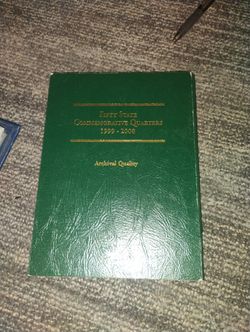 Fifty State
Commemorative Quarters
1999 - 2008
Archival Quality